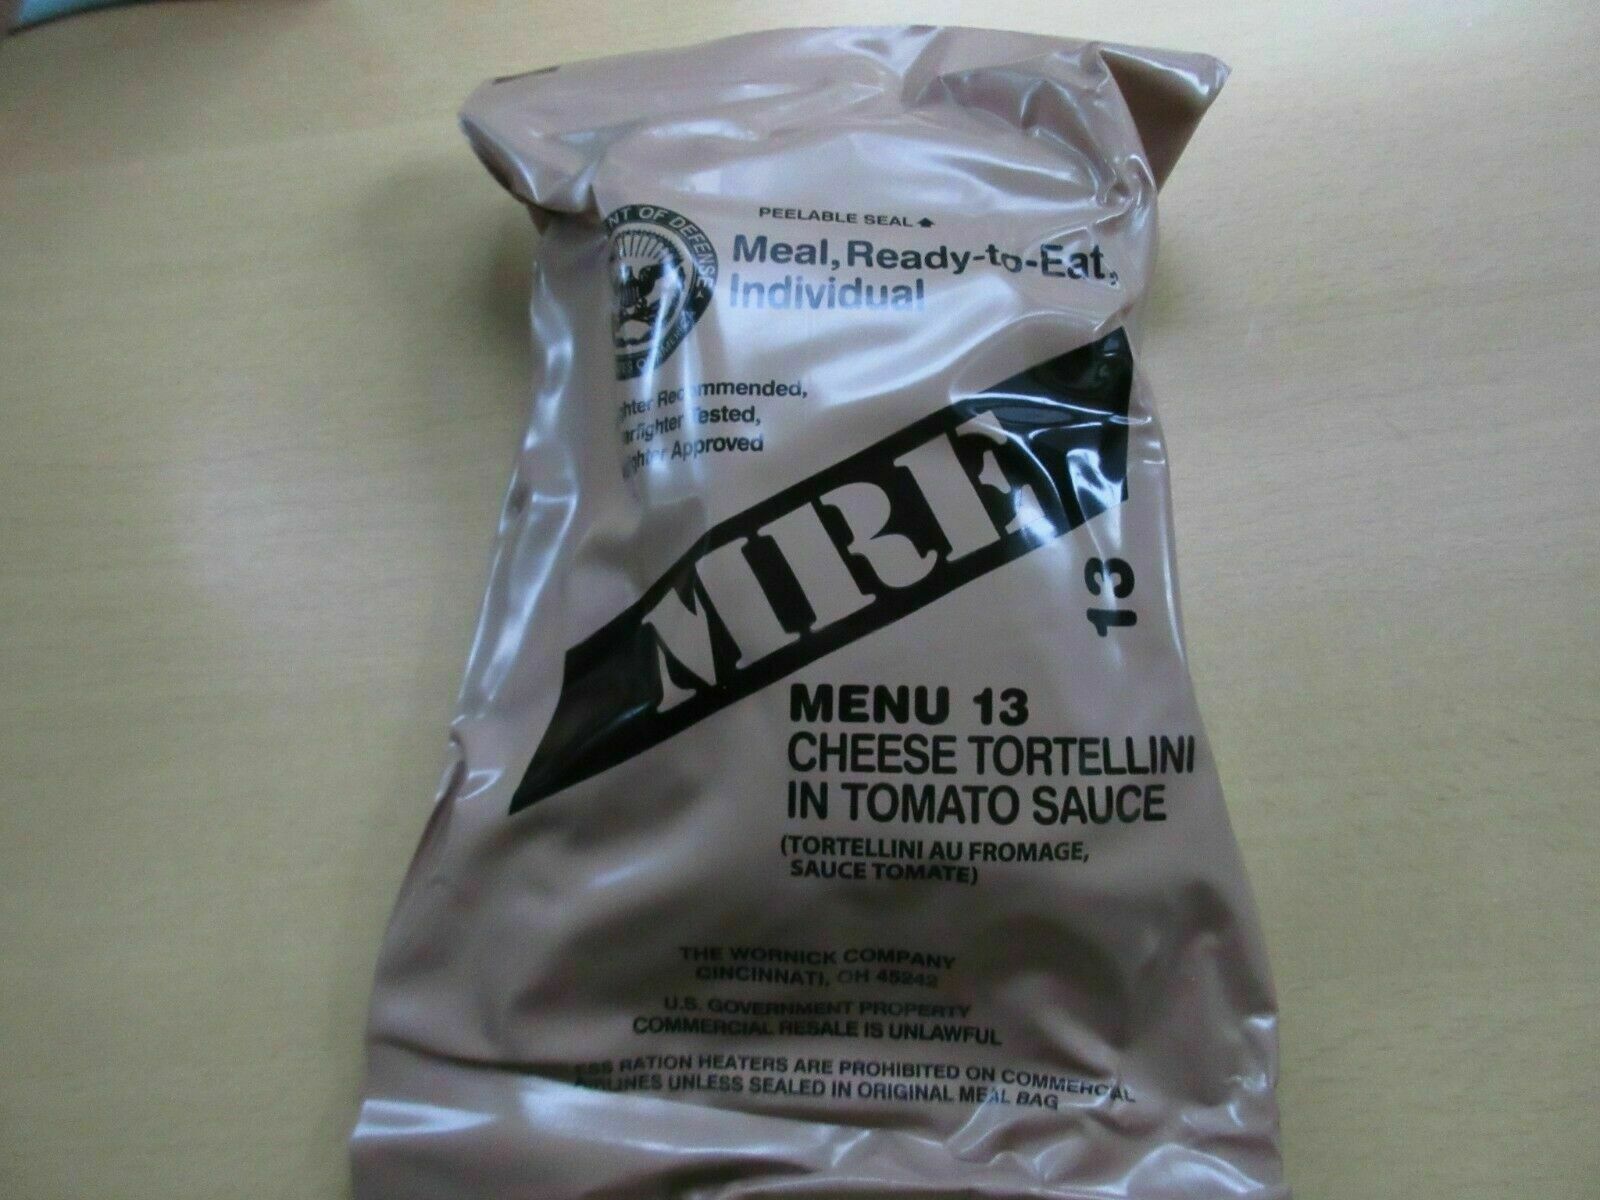 PEELABLE SEAL
OF DEFENSE
Meal, Ready-to-Eat,
Individual
Recommended,
Tested,
Approved
MRE
13
MENU 13
CHEESE TORTELLINI
IN TOMATO SAUCE
(TORTELLINI AU FROMAGE,
SAUCE TOMATE)
THE WORNICK COMPANY
CINCINNATI, OH 45242
U.S. GOVERNMENT PROPERTY
COMMERCIAL RESALE IS UNLAWFUL
RATION HEATERS ARE PROHIBITED ON COMMERCIAL
AIRLINES UNLESS SEALED IN ORIGINAL MEAL BAG